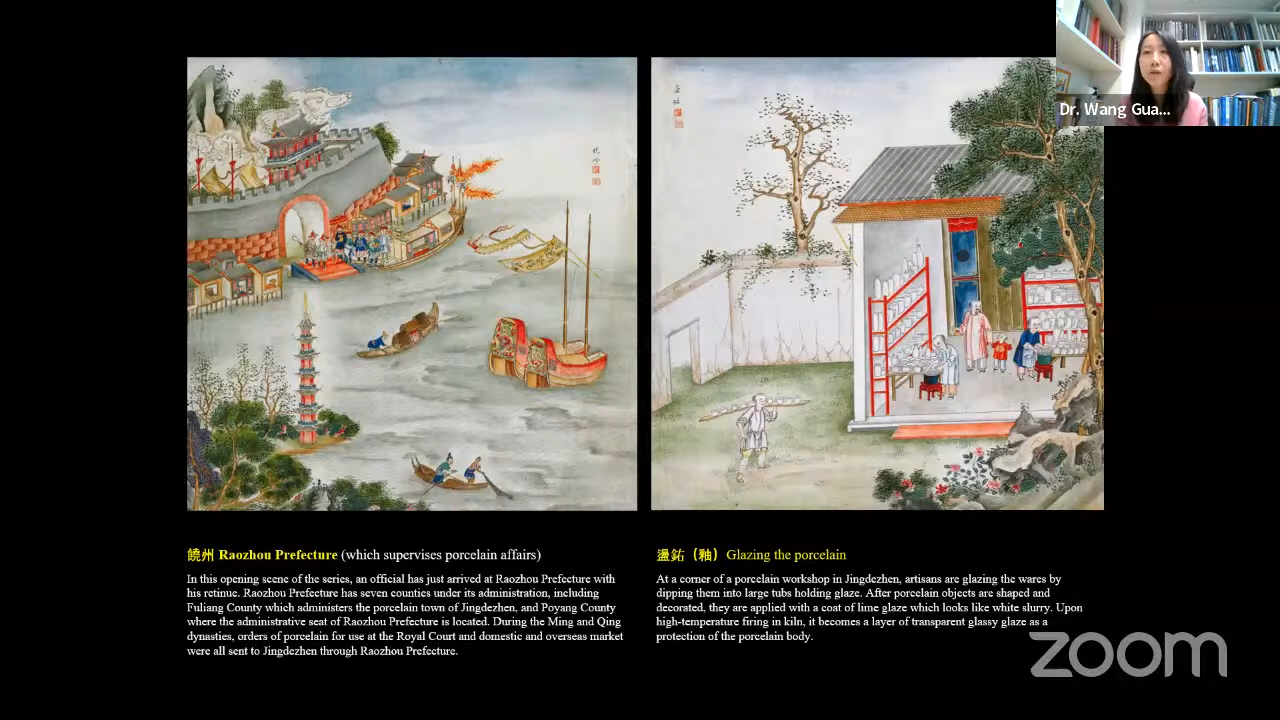 Dr. Wang Gua...
饒州 Raozhou Prefecture (which supervises porcelain affairs)
In this opening scene of the series, an official has just arrived at Raozhou Prefecture with
his retinue. Raozhou Prefecture has seven counties under its administration, including
Fuliang County which administers the porcelain town of Jingdezhen, and Poyang County
where the administrative seat of Raozhou Prefecture is located. During the Ming and Qing
dynasties, orders of porcelain for use at the Royal Court and domestic and overseas market
were all sent to Jingdezhen through Raozhou Prefecture.
盪㓒（釉）Glazing the porcelain
At a corner of a porcelain workshop in Jingdezhen, artisans are glazing the wares by
dipping them into large tubs holding glaze. After porcelain objects are shaped and
decorated, they are applied with a coat of lime glaze which looks like white slurry. Upon
high-temperature firing in kiln, it becomes a layer of transparent glassy glaze as a
protection of the porcelain body.
zoom